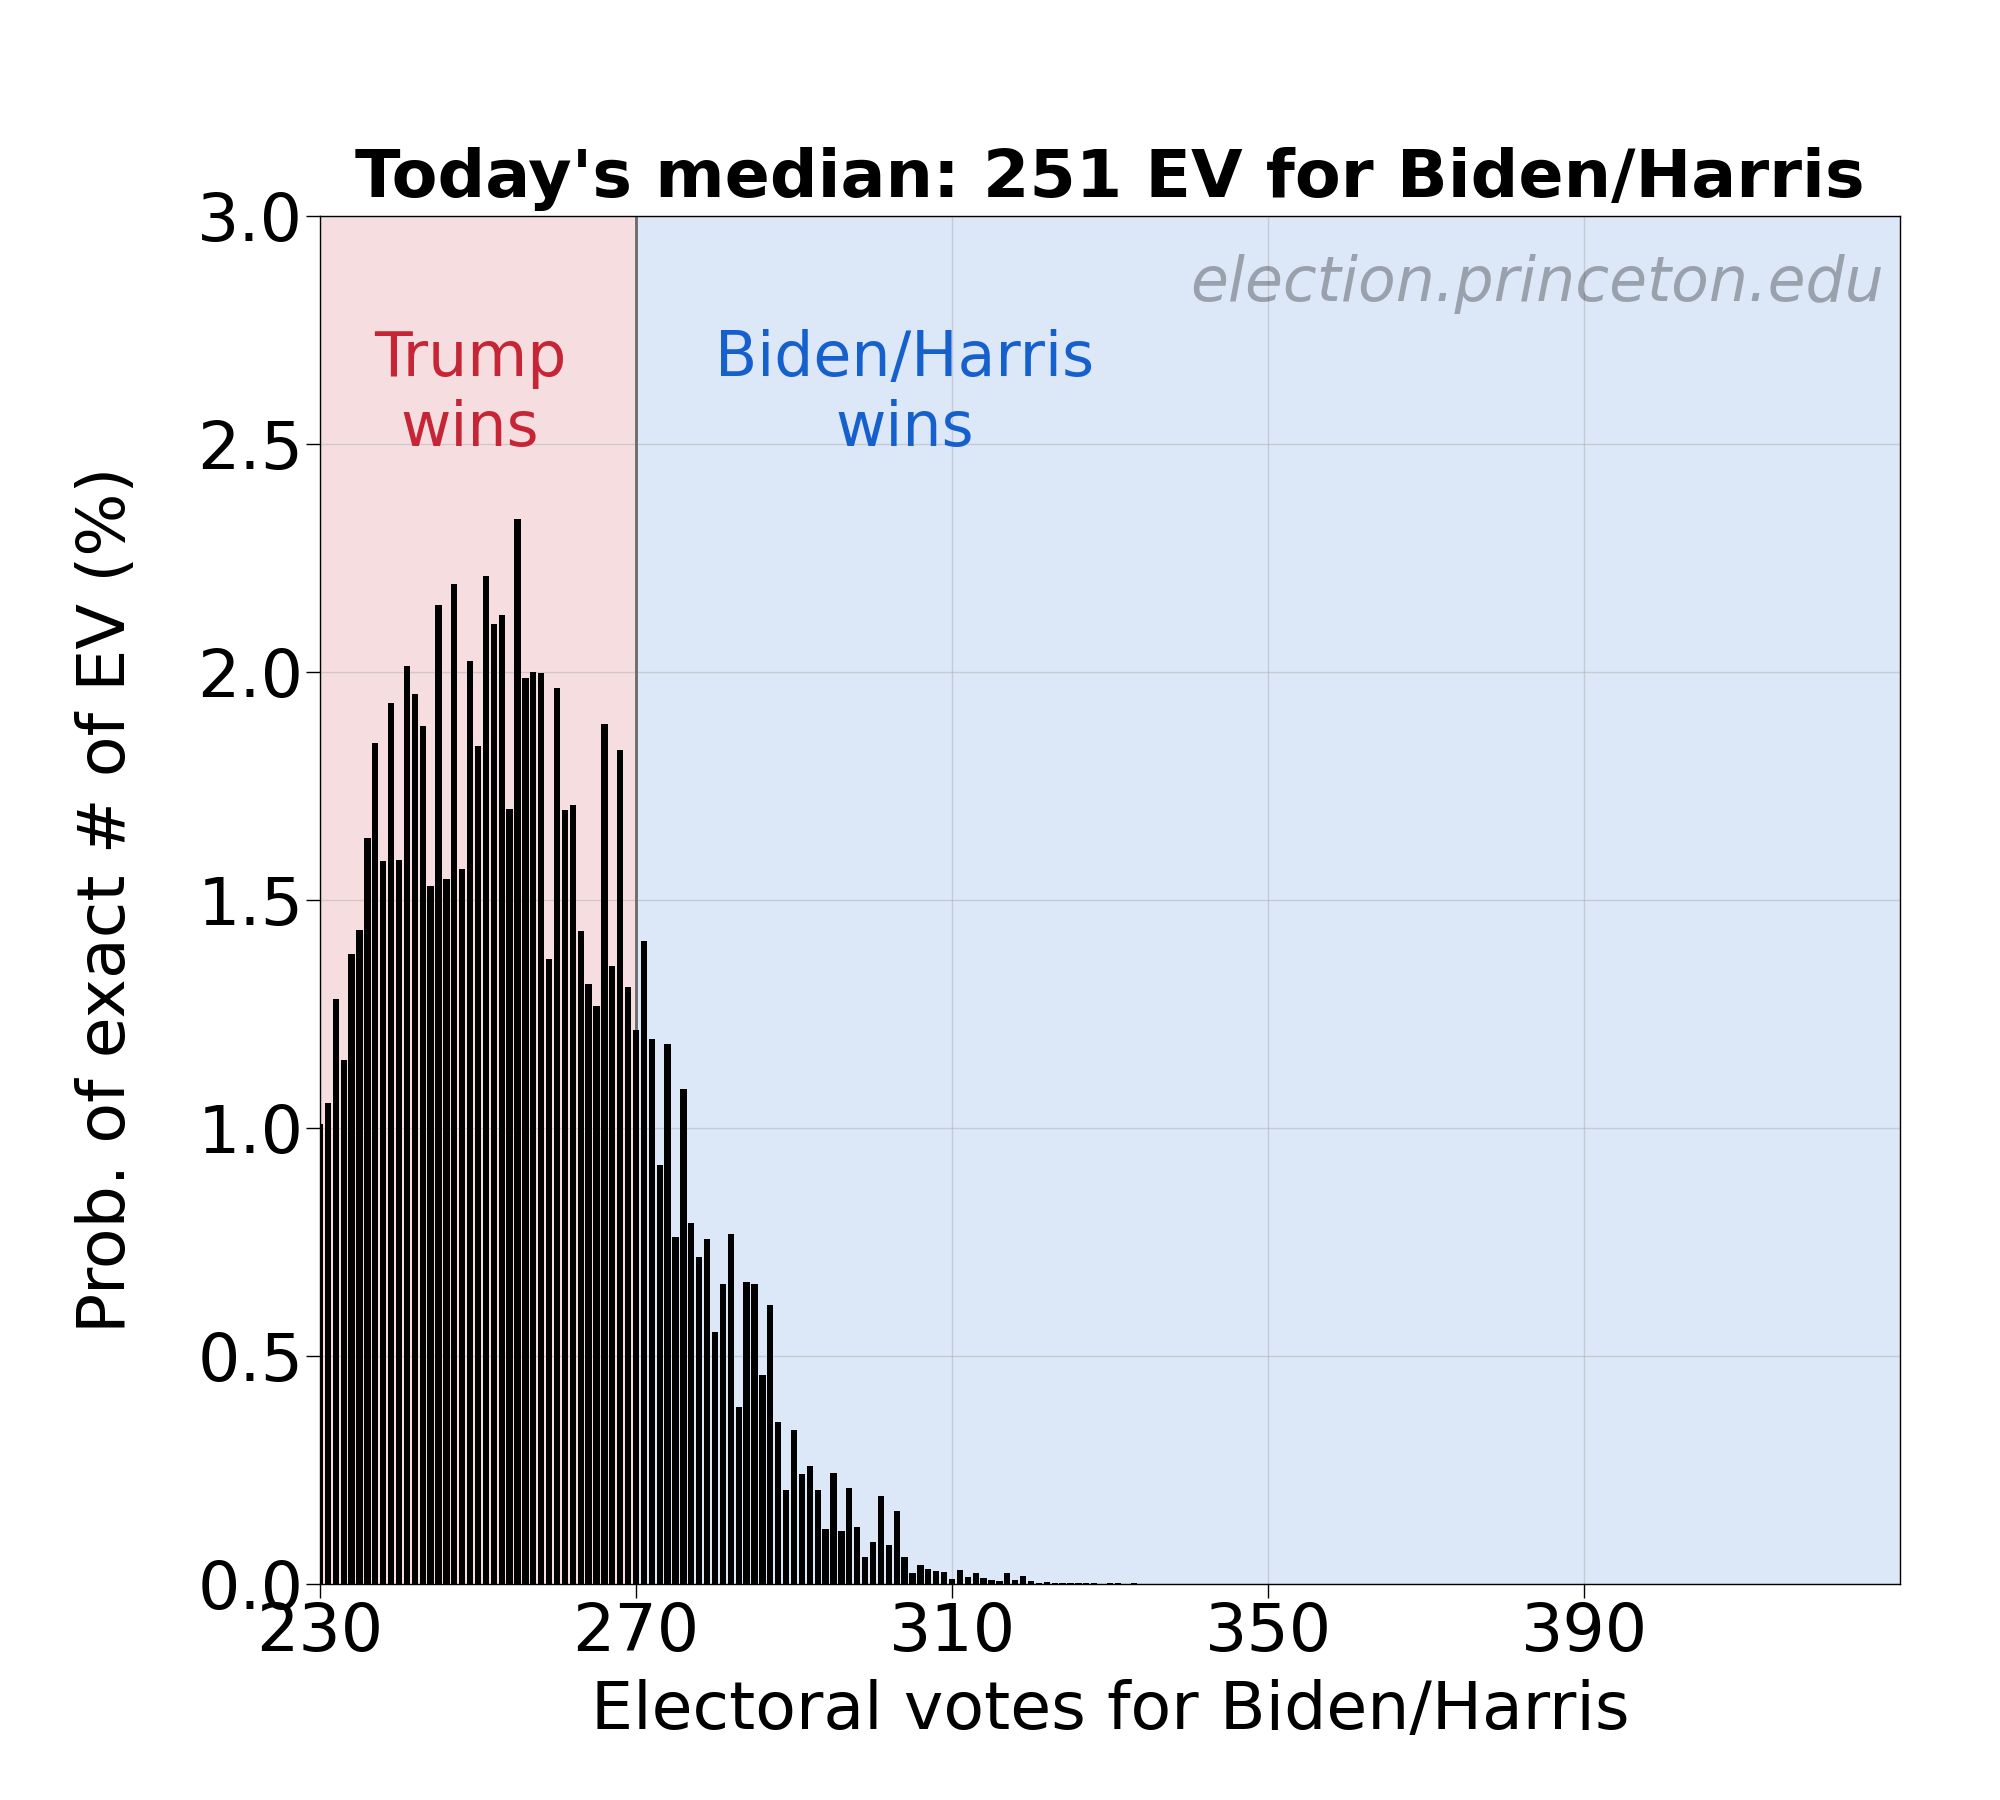 Today's median: 251 EV for Biden/Harris
3.0
election.princeton.edu
Trump
wins
Biden/Harris
wins
2.5
2.0
1.5
1.0
0.5
0.0
Prob. of exact # of EV (%)
230
270
310
350
390
Electoral votes for Biden/Harris